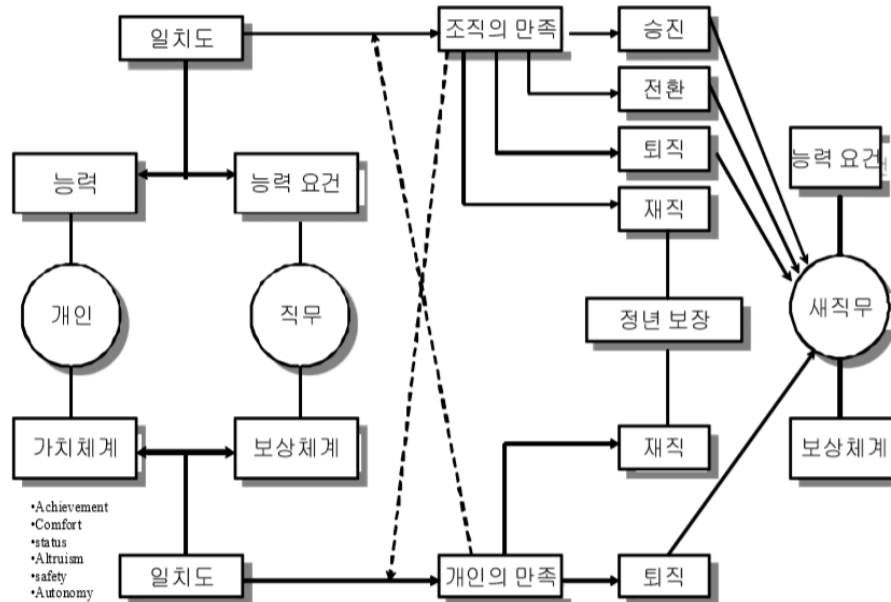 일치도
조직의 만족
승진
전환
퇴직
재직
능력
능력 요건
능력 요건
개인
직무
정년 보장
새직무
가치체계
보상체계
재직
보상체계
•Achievement
•Comfort
•status
•Altruism
•safety
•Autonomy
일치도
개인의 만족
퇴직